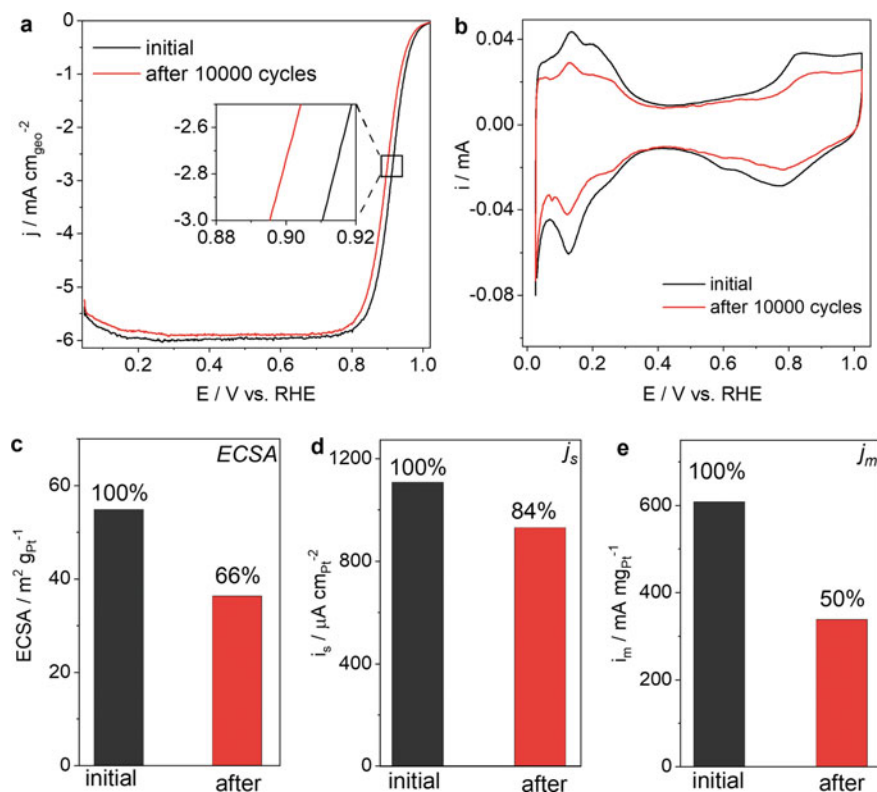 a
0
-1
-2
-3
-4
-5
-6
j / mA cm_geo^-2
initial
after 10000 cycles
-2.6
-2.8
-3.0
0.88 0.90 0.92
0.2 0.4 0.6 0.8 1.0
E / V vs. RHE
b
0.04
0.00
-0.04
-0.08
i / mA
initial
after 10000 cycles
0.0 0.2 0.4 0.6 0.8 1.0
E / V vs. RHE
c
ECSA
60
40
20
0
ECSA / m² g_Pt^-1
100%
66%
initial after
d
j_s
1200
900
600
300
0
i_s / µA cm_Pt^-2
100%
84%
initial after
e
j_m
600
400
200
0
i_m / mA mg_Pt^-1
100%
50%
initial after